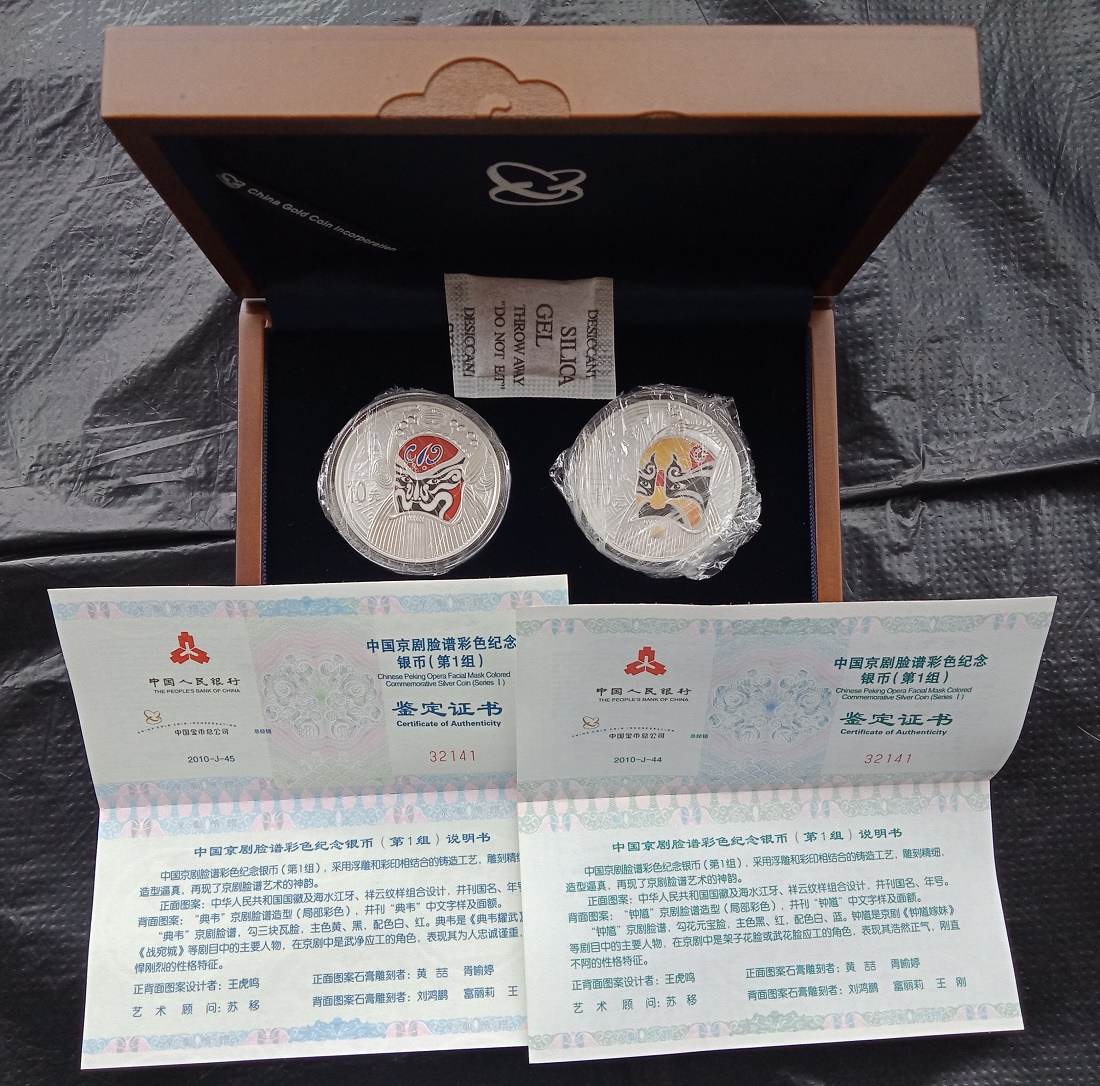 China Gold Coin Incorporation
DESICCANT
SILICA
GEL
THROW AWAY
"DO NOT EIT"
DESICCANT
10元
10元
中国人民银行
THE PEOPLE'S BANK OF CHINA
CHINA GOLD COIN INCORPORATION
中国金币总公司
总经销
2010-J-45
中国京剧脸谱彩色纪念
银币(第1组)
Chinese Peking Opera Facial Mask Colored
Commemorative Silver Coin (Series Ⅰ)
鉴定证书
Certificate of Authenticity
32141
中国京剧脸谱彩色纪念银币(第1组)说明书
中国京剧脸谱彩色纪念银币(第1组),采用浮雕和彩印相结合的铸造工艺,雕刻精细
造型逼真,再现了京剧脸谱艺术的神韵。
正面图案:中华人民共和国国徽及海水江牙、祥云纹样组合设计,并刊国名、年号
背面图案:“典韦”京剧脸谱造型(局部彩色),并刊“典韦”中文字样及面额。
“典韦”京剧脸谱,勾三块瓦脸,主色黄、黑,配色白、红。典韦是《典韦耀武》
《战宛城》等剧目中的主要人物,在京剧中是武净应工的角色,表现其为人忠诚谨重,
悍刚烈的性格特征。
正背面图案设计者:王虎鸣
正面图案石膏雕刻者:黄喆 胥喻婷
艺术顾问:苏移
背面图案石膏雕刻者:刘鸿鹏 富丽莉 王
中国人民银行
THE PEOPLE'S BANK OF CHINA
CHINA GOLD COIN INCORPORATION
中国金币总公司
总经销
2010-J-44
中国京剧脸谱彩色纪念
银币(第1组)
Chinese Peking Opera Facial Mask Colored
Commemorative Silver Coin (Series Ⅰ)
鉴定证书
Certificate of Authenticity
32141
中国京剧脸谱彩色纪念银币(第1组)说明书
中国京剧脸谱彩色纪念银币(第1组),采用浮雕和彩印相结合的铸造工艺,雕刻精细,
造型逼真,再现了京剧脸谱艺术的神韵。
正面图案:中华人民共和国国徽及海水江牙、祥云纹样组合设计,并刊国名、年号。
背面图案:“钟馗”京剧脸谱造型(局部彩色),并刊“钟馗”中文字样及面额。
“钟馗”京剧脸谱,勾花元宝脸,主色黑、红,配色白、蓝。钟馗是京剧《钟馗嫁妹》
等剧目中的主要人物,在京剧中是架子花脸或武花脸应工的角色,表现其浩然正气,刚直
不阿的性格特征。
正背面图案设计者:王虎鸣
正面图案石膏雕刻者:黄喆 胥喻婷
艺术顾问:苏移
背面图案石膏雕刻者:刘鸿鹏 富丽莉 王刚